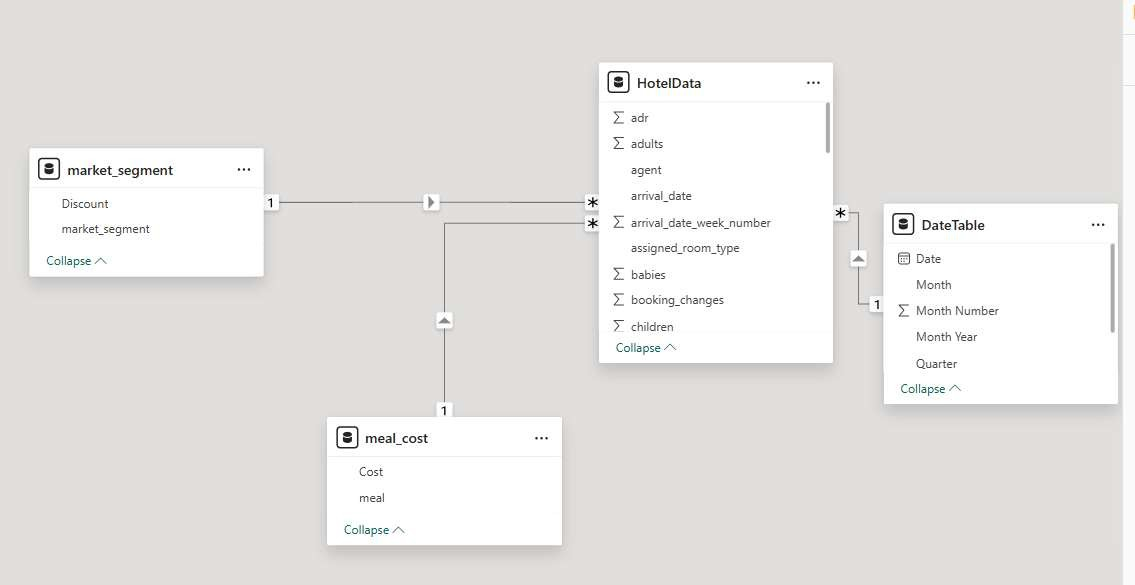 market_segment
Discount
market_segment
Collapse
1
*
*
HotelData
adr
adults
agent
arrival_date
arrival_date_week_number
assigned_room_type
babies
booking_changes
children
Collapse
*
1
DateTable
Date
Month
Month Number
Month Year
Quarter
Collapse
1
meal_cost
Cost
meal
Collapse